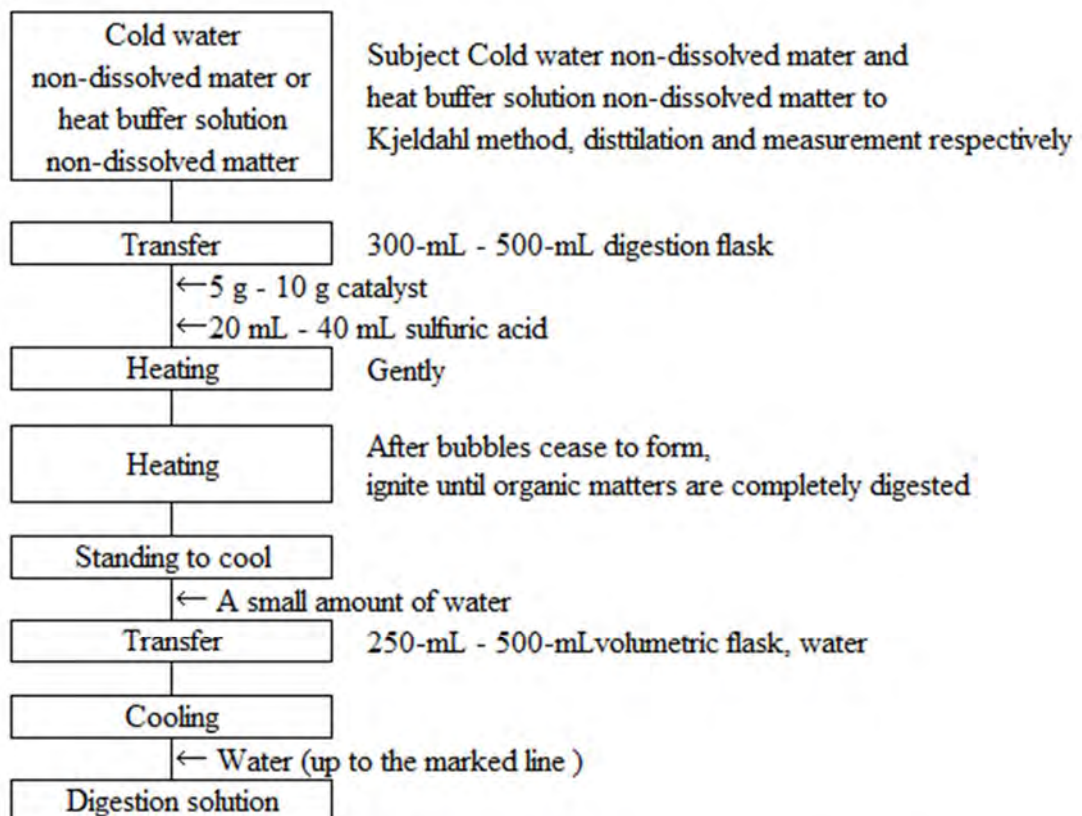 Cold water
non-dissolved mater or
heat buffer solution
non-dissolved matter
Subject Cold water non-dissolved mater and
heat buffer solution non-dissolved matter to
Kjeldahl method, disttilation and measurement respectively
Transfer
300-mL - 500-mL digestion flask
←5 g - 10 g catalyst
←20 mL - 40 mL sulfuric acid
Heating
Gently
Heating
After bubbles cease to form,
ignite until organic matters are completely digested
Standing to cool
← A small amount of water
Transfer
250-mL - 500-mLvolumetric flask, water
Cooling
← Water (up to the marked line )
Digestion solution